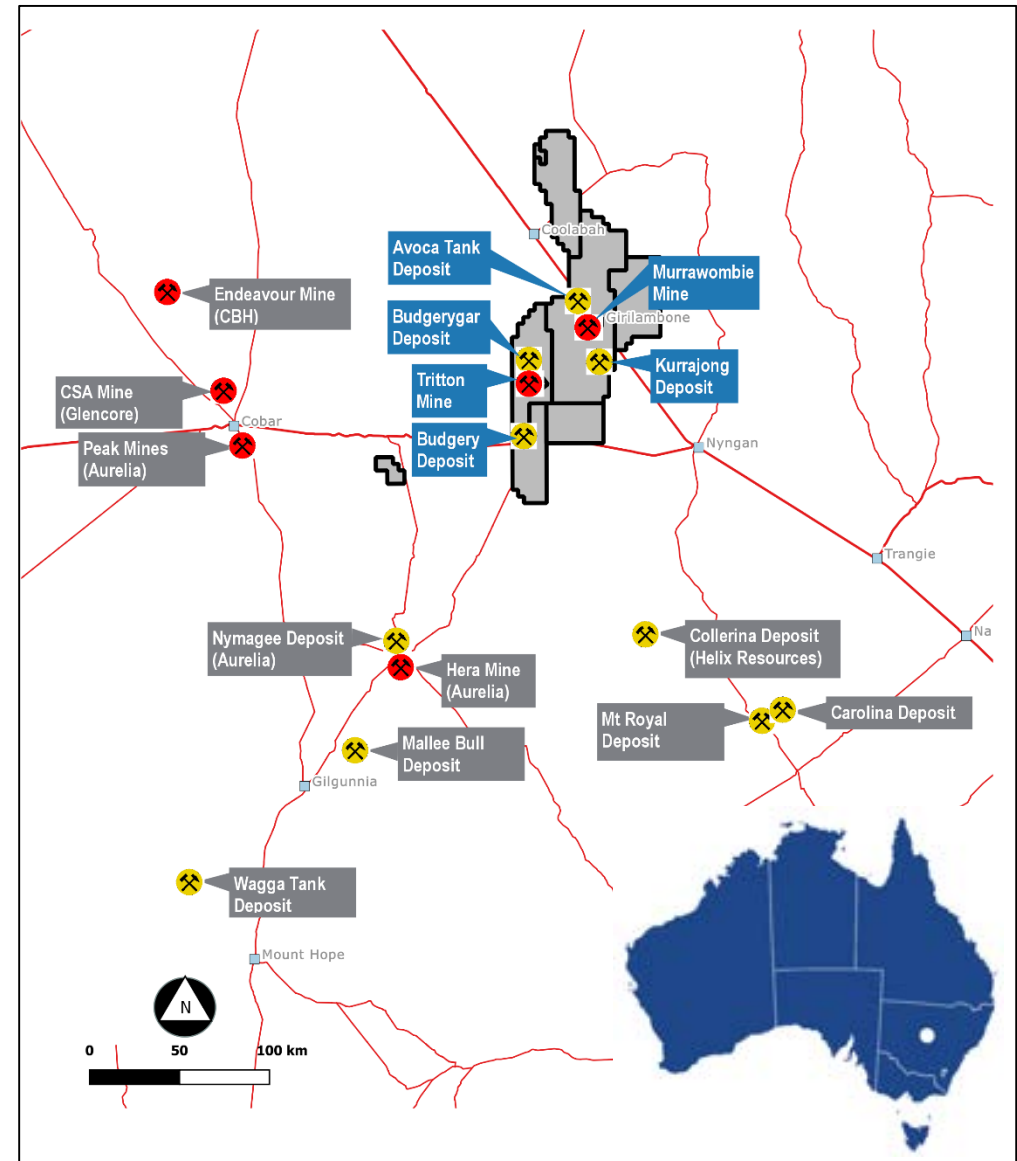 Coolabah
Avoca Tank
Deposit
Murrawombie
Mine
Endeavour Mine
(CBH)
Girilambone
Budgerygar
Deposit
Kurrajong
Deposit
Tritton
Mine
CSA Mine
(Glencore)
Cobar
Peak Mines
(Aurelia)
Budgery
Deposit
Nyngan
Trangie
Nymagee Deposit
(Aurelia)
Collerina Deposit
(Helix Resources)
Na
Hera Mine
(Aurelia)
Mt Royal
Deposit
Carolina Deposit
Mallee Bull
Deposit
Gilgunnia
Wagga Tank
Deposit
Mount Hope
N
0 50 100 km